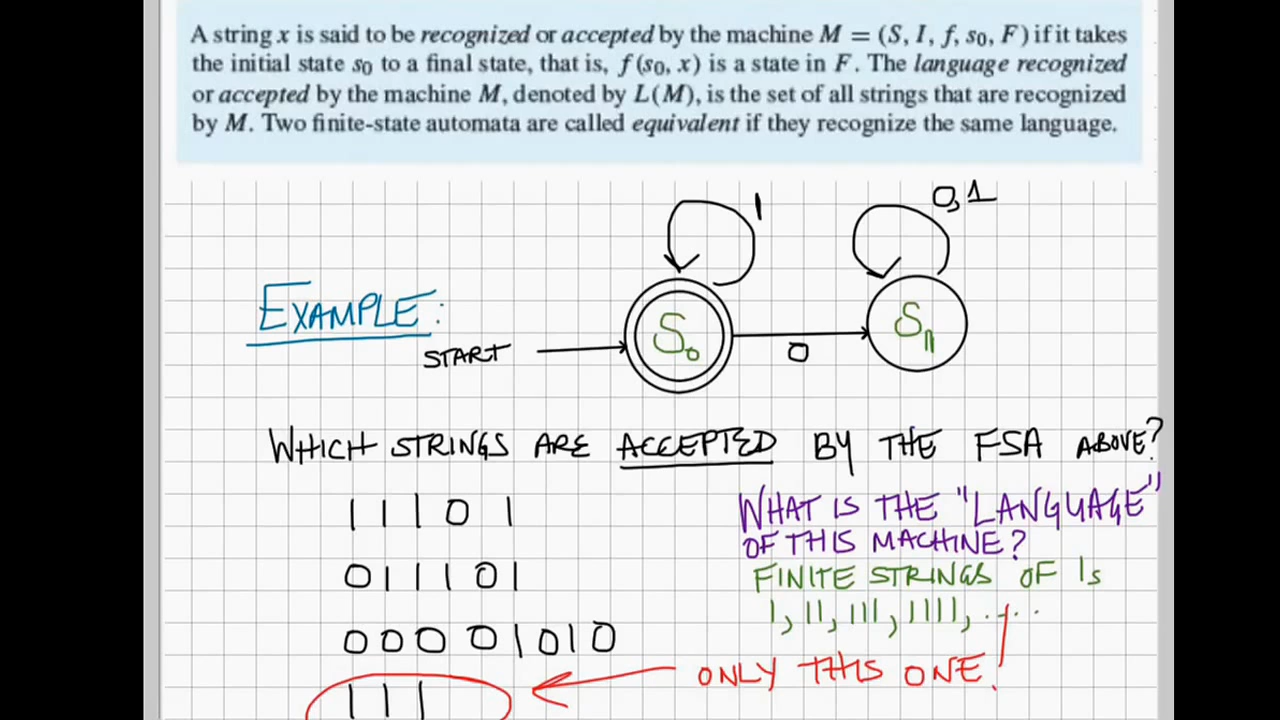 A string x is said to be recognized or accepted by the machine M = (S, I, f, s₀, F) if it takes
the initial state s₀ to a final state, that is, f(s₀, x) is a state in F. The language recognized
or accepted by the machine M, denoted by L(M), is the set of all strings that are recognized
by M. Two finite-state automata are called equivalent if they recognize the same language.
1
0,1
EXAMPLE:
START
S₀
0
S₁
WHICH STRINGS ARE ACCEPTED BY THE FSA ABOVE?
11101
WHAT IS THE "LANGUAGE"
OF THIS MACHINE?
011101
FINITE STRINGS OF 1s
1, 11, 111, 1111, .....
00001010
ONLY THIS ONE!
111